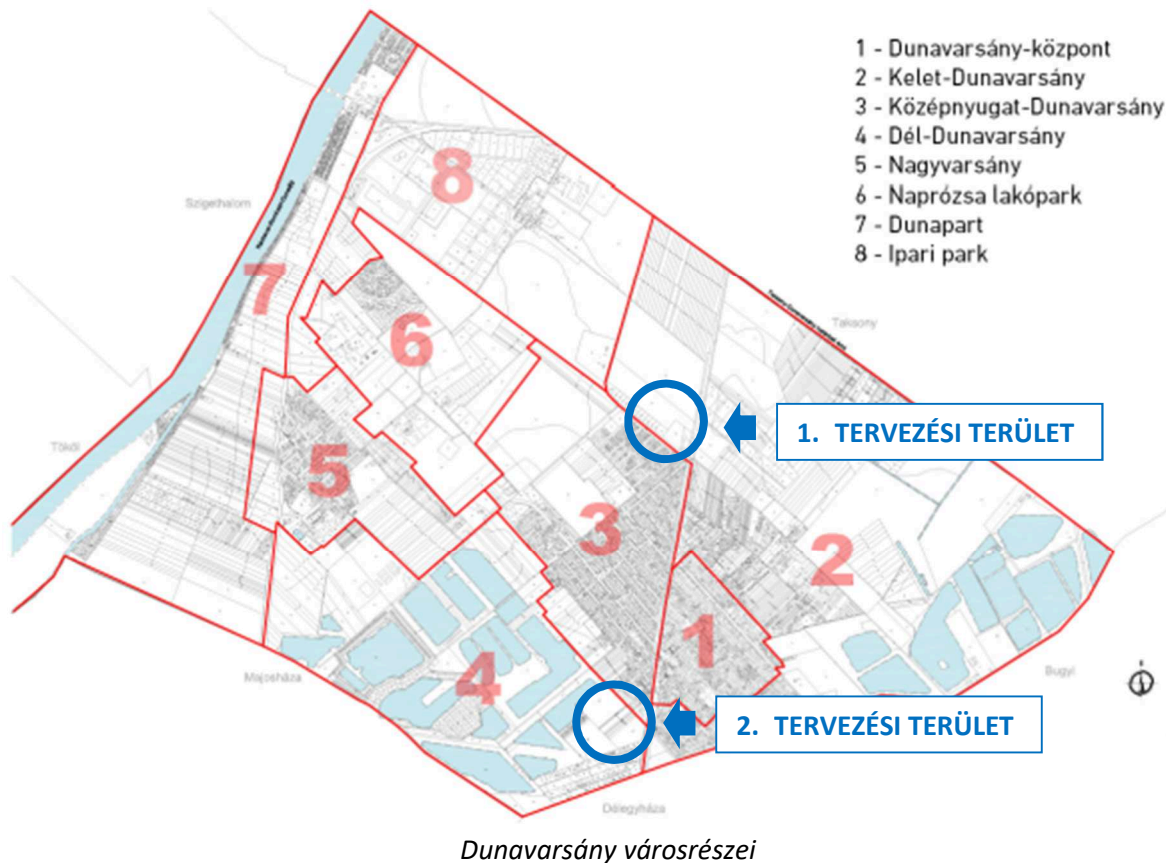 1 - Dunavarsány-központ
2 - Kelet-Dunavarsány
3 - Középnyugat-Dunavarsány
4 - Dél-Dunavarsány
5 - Nagyvarsány
6 - Naprózsa lakópark
7 - Dunapart
8 - Ipari park
8
Szigethalom
7
6
Taksony
1. TERVEZÉSI TERÜLET
Tököl
5
3
2
1
Majosháza
4
Bugyi
2. TERVEZÉSI TERÜLET
Délegyháza
Dunavarsány városrészei